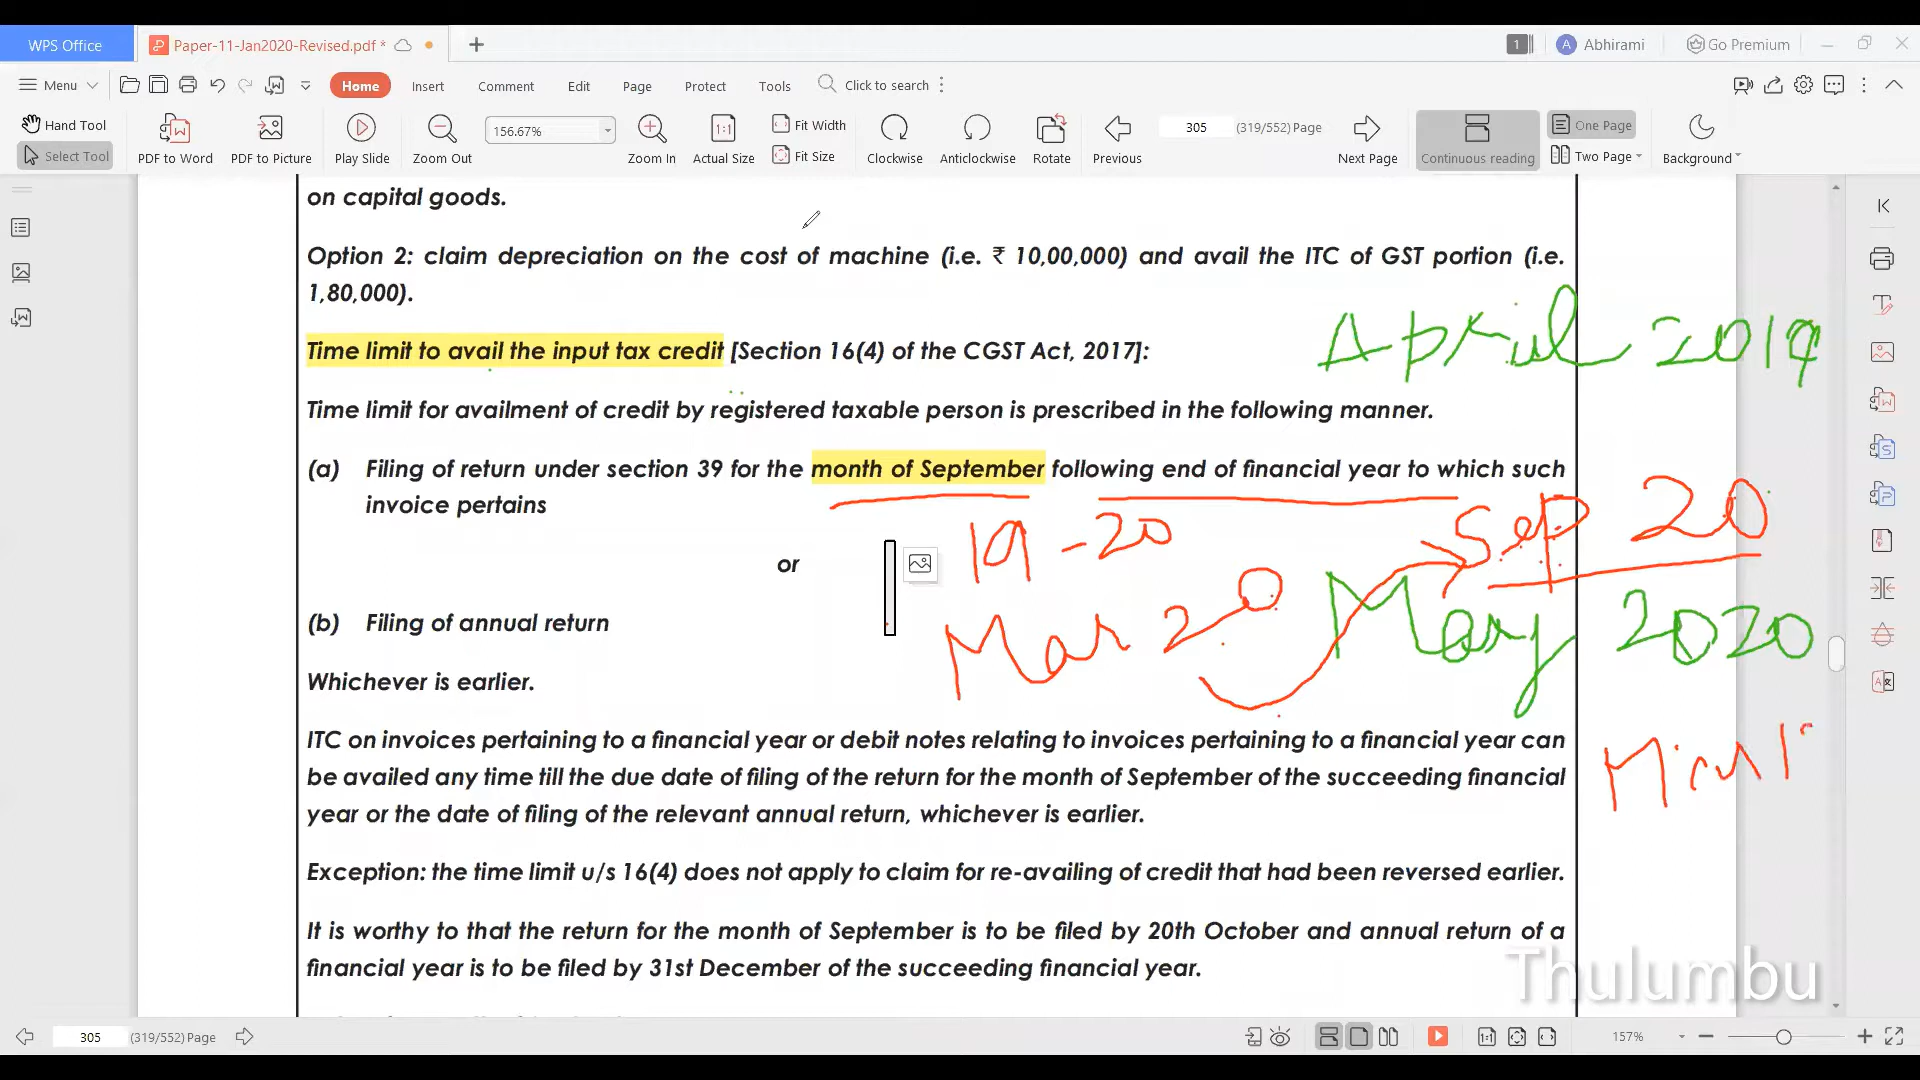 WPS Office
Paper-11-Jan2020-Revised.pdf *
1
A Abhirami
Go Premium
Menu
Home
Insert
Comment
Edit
Page
Protect
Tools
Click to search
Hand Tool
Select Tool
PDF to Word
PDF to Picture
Play Slide
Zoom Out
156.67%
Zoom In
Actual Size
Fit Width
Fit Size
Clockwise
Anticlockwise
Rotate
Previous
305
(319/552) Page
Next Page
Continuous reading
One Page
Two Page
Background
on capital goods.
Option 2: claim depreciation on the cost of machine (i.e. ₹ 10,00,000) and avail the ITC of GST portion (i.e.
1,80,000).
April 2019
Time limit to avail the input tax credit [Section 16(4) of the CGST Act, 2017]:
Time limit for availment of credit by registered taxable person is prescribed in the following manner.
(a) Filing of return under section 39 for the month of September following end of financial year to which such
invoice pertains
19-20
Sep 20
or
Mar 20
May 2020
(b) Filing of annual return
Whichever is earlier.
ITC on invoices pertaining to a financial year or debit notes relating to invoices pertaining to a financial year can
be availed any time till the due date of filing of the return for the month of September of the succeeding financial
year or the date of filing of the relevant annual return, whichever is earlier.
Exception: the time limit u/s 16(4) does not apply to claim for re-availing of credit that had been reversed earlier.
It is worthy to that the return for the month of September is to be filed by 20th October and annual return of a
financial year is to be filed by 31st December of the succeeding financial year.
Thulumbu
305
(319/552) Page
157%